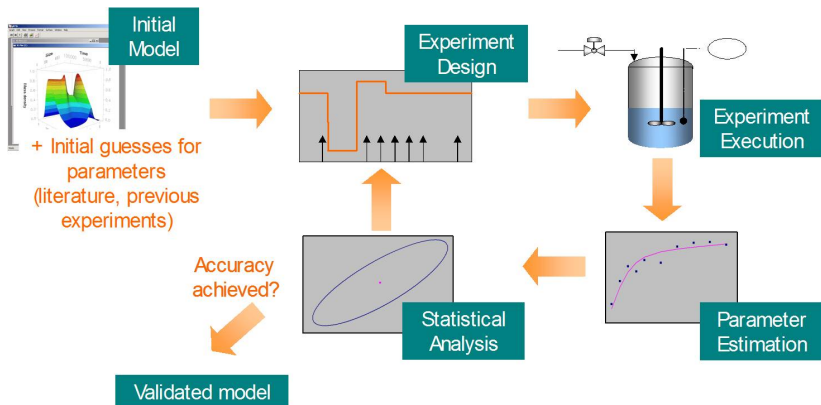 Initial
Model
+ Initial guesses for
parameters
(literature, previous
experiments)
Experiment
Design
Experiment
Execution
Parameter
Estimation
Statistical
Analysis
Accuracy
achieved?
Validated model